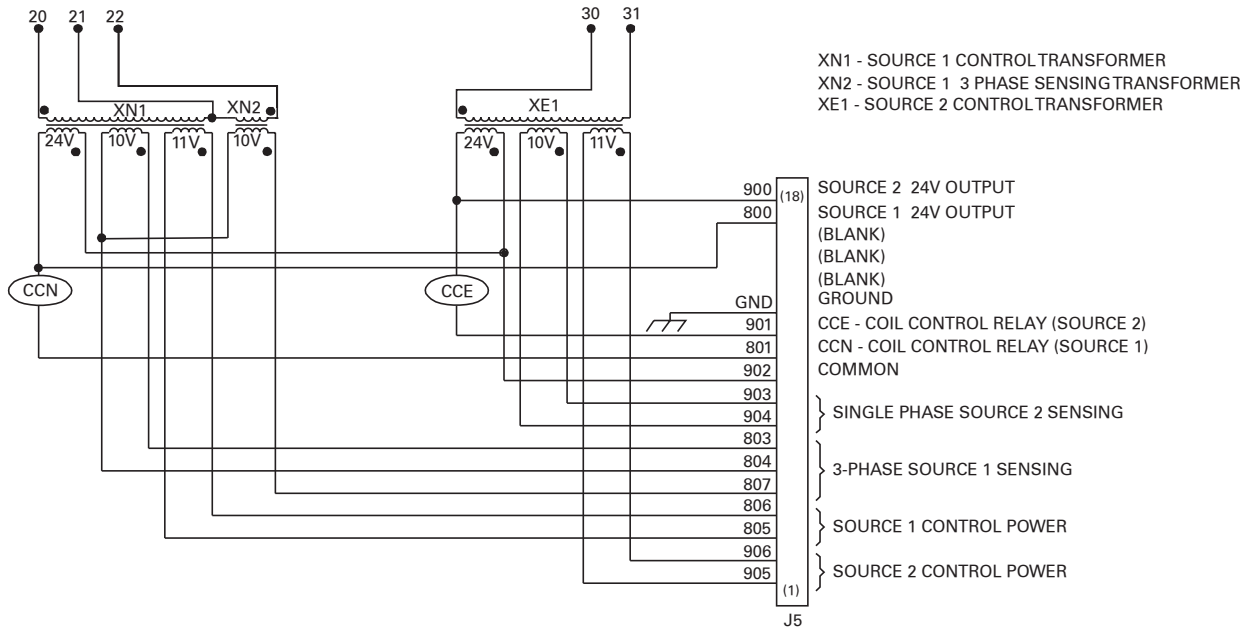 20 21 22 30 31
XN1 - SOURCE 1 CONTROL TRANSFORMER
XN2 - SOURCE 1 3 PHASE SENSING TRANSFORMER
XE1 - SOURCE 2 CONTROL TRANSFORMER
XN1 XN2 XE1
24V 10V 11V 10V 24V 10V 11V
900 (18) SOURCE 2 24V OUTPUT
800 SOURCE 1 24V OUTPUT
(BLANK)
(BLANK)
(BLANK)
CCN CCE
GND GROUND
901 CCE - COIL CONTROL RELAY (SOURCE 2)
801 CCN - COIL CONTROL RELAY (SOURCE 1)
902 COMMON
903
904
SINGLE PHASE SOURCE 2 SENSING
803
804
807
3-PHASE SOURCE 1 SENSING
806
805
SOURCE 1 CONTROL POWER
906
905
SOURCE 2 CONTROL POWER
(1)
J5